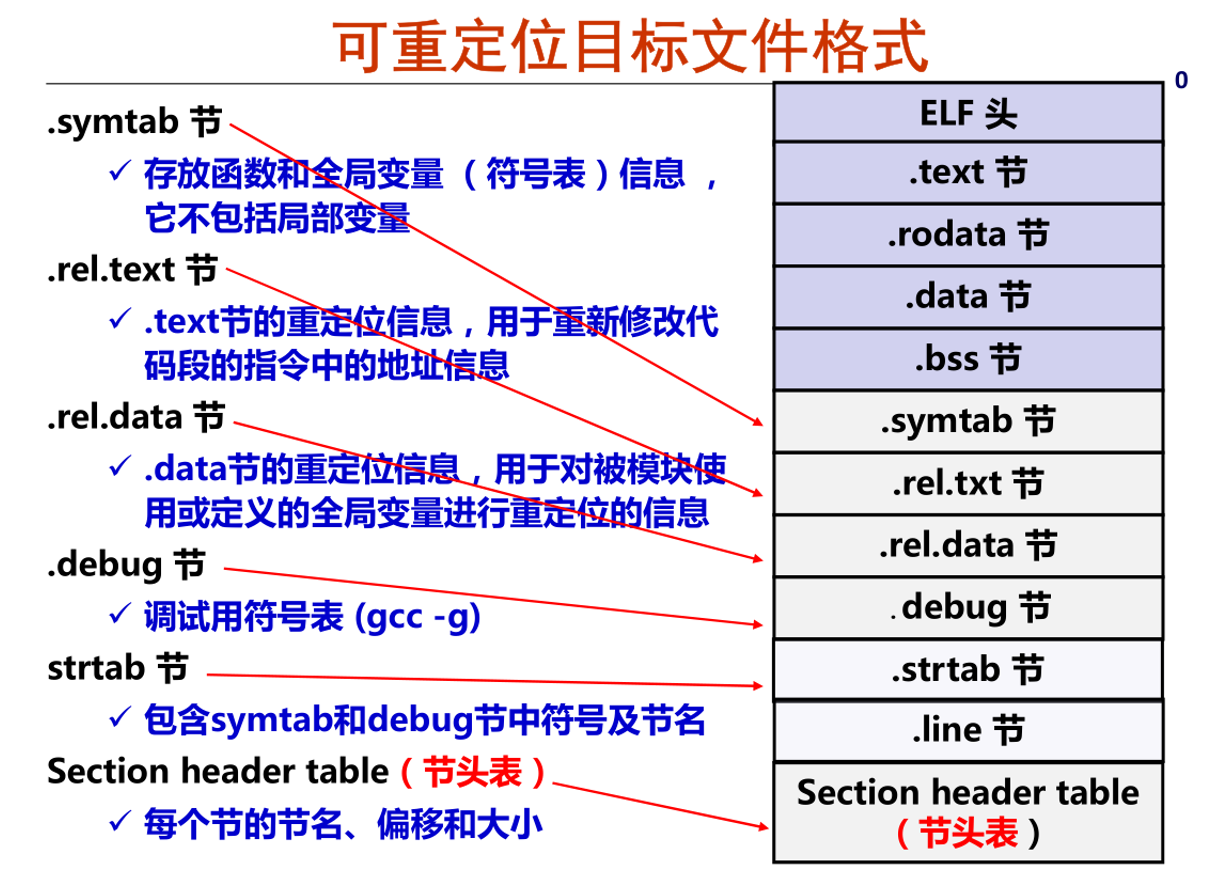 可重定位目标文件格式
0
.symtab 节
✓ 存放函数和全局变量 （符号表）信息 ，
它不包括局部变量
.rel.text 节
✓ .text节的重定位信息，用于重新修改代
码段的指令中的地址信息
.rel.data 节
✓ .data节的重定位信息，用于对被模块使
用或定义的全局变量进行重定位的信息
.debug 节
✓ 调试用符号表 (gcc -g)
strtab 节
✓ 包含symtab和debug节中符号及节名
Section header table（节头表）
✓ 每个节的节名、偏移和大小
ELF 头
.text 节
.rodata 节
.data 节
.bss 节
.symtab 节
.rel.txt 节
.rel.data 节
. debug 节
.strtab 节
.line 节
Section header table
（节头表）